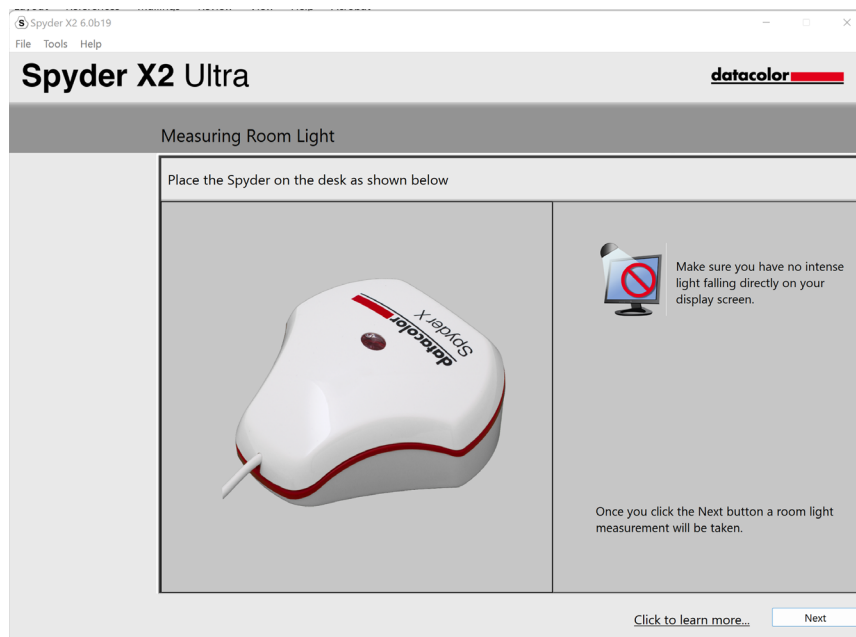 Spyder X2 6.0b19
File Tools Help
Spyder X2 Ultra
datacolor
Measuring Room Light
Place the Spyder on the desk as shown below
datacolor
Spyder X
Make sure you have no intense
light falling directly on your
display screen.
Once you click the Next button a room light
measurement will be taken.
Click to learn more...
Next